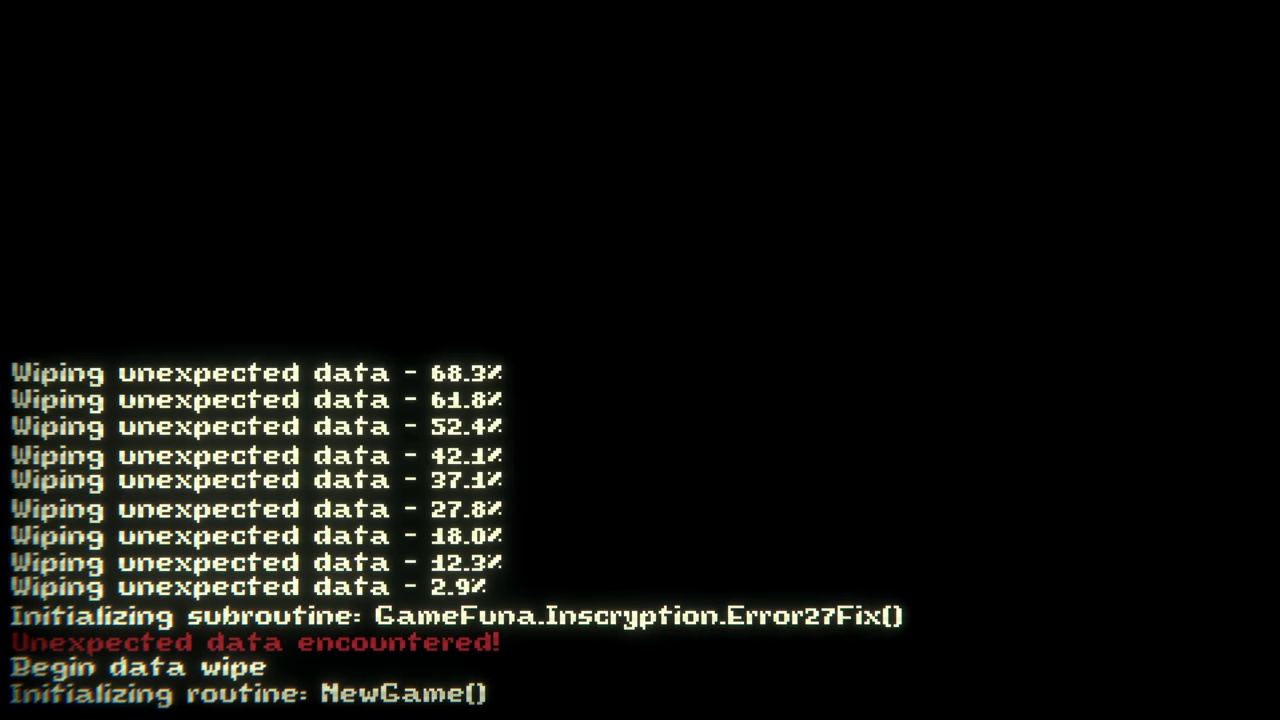 Wiping unexpected data - 68.3%
Wiping unexpected data - 61.8%
Wiping unexpected data - 52.4%
Wiping unexpected data - 42.1%
Wiping unexpected data - 37.1%
Wiping unexpected data - 27.8%
Wiping unexpected data - 18.0%
Wiping unexpected data - 12.3%
Wiping unexpected data - 2.9%
Initializing subroutine: GameFuna.Inscryption.Error27Fix()
Unexpected data encountered!
Begin data wipe
Initializing routine: NewGame()